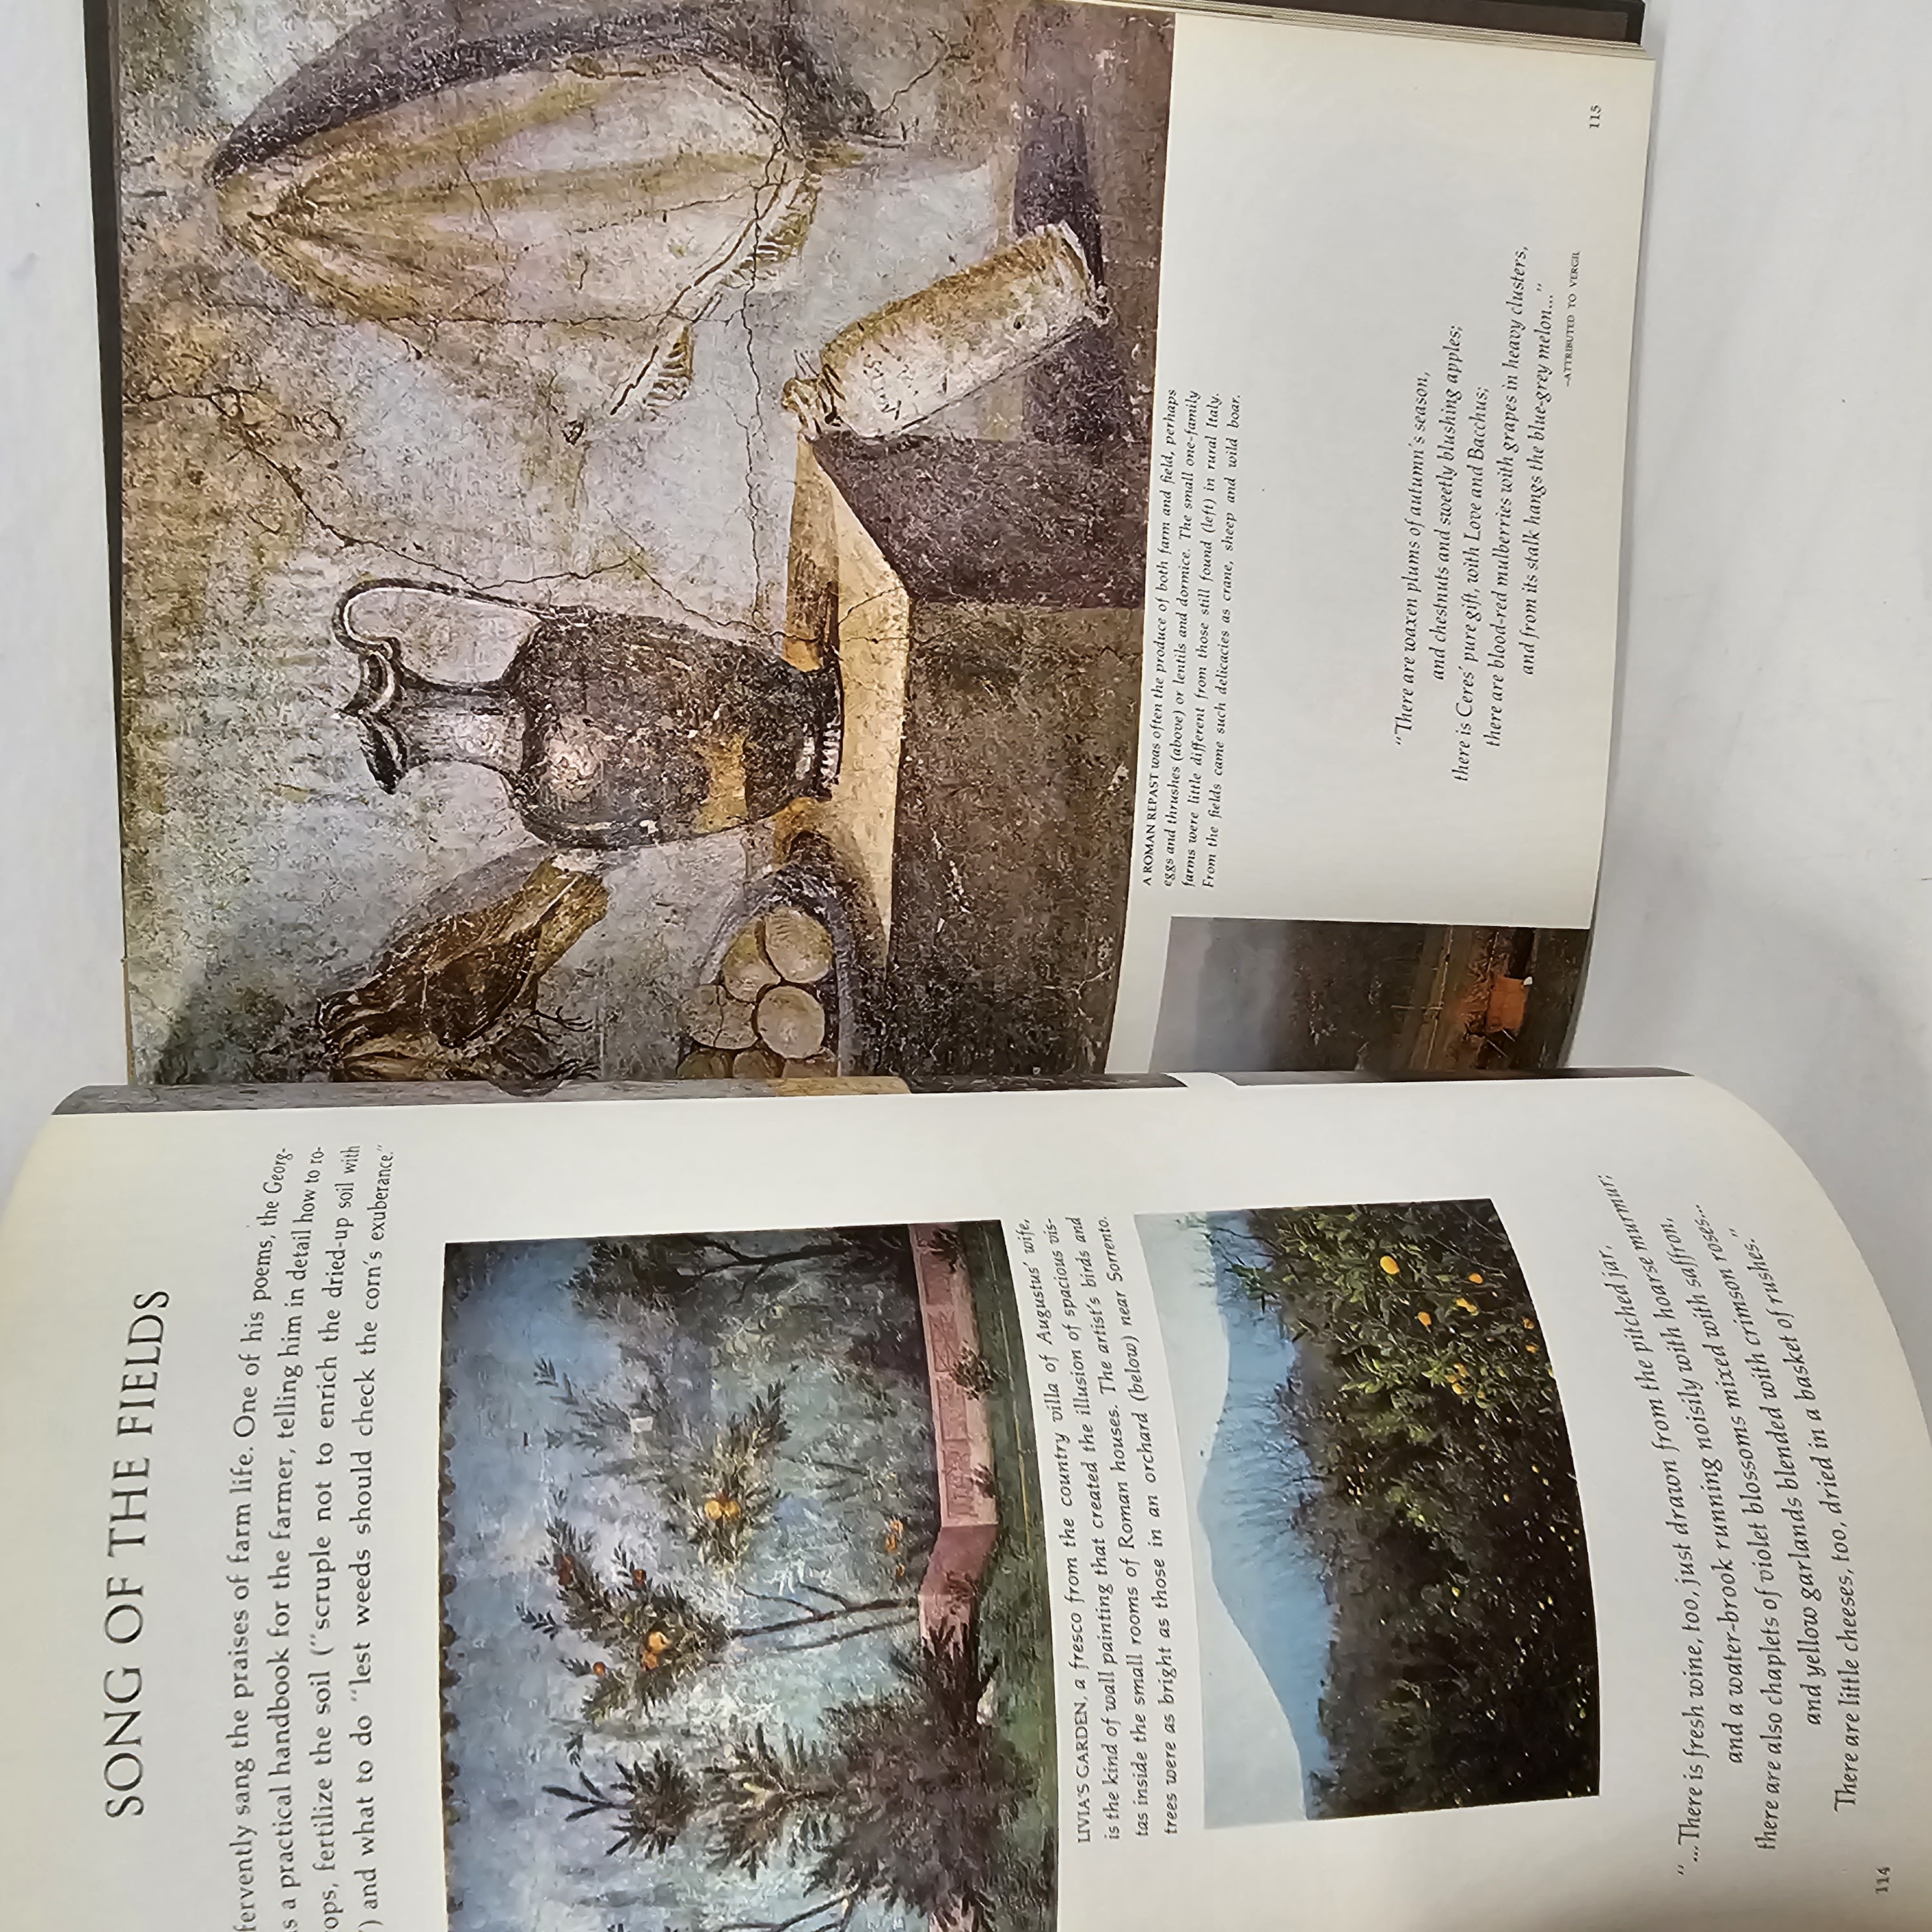 SONG OF THE FIELDS
fervently sang the praises of farm life. One of his poems, the Georg-
s a practical handbook for the farmer, telling him in detail how to ro-
ops, fertilize the soil (“scruple not to enrich the dried-up soil with
”) and what to do “lest weeds should check the corn's exuberance.”
LIVIA'S GARDEN, a fresco from the country villa of Augustus' wife,
is the kind of wall painting that created the illusion of spacious vis-
tas inside the small rooms of Roman houses. The artist's birds and
trees were as bright as those in an orchard (below) near Sorrento.
“...There is fresh wine, too, just drawn from the pitched jar,
and a water-brook running noisily with hoarse murmur;
there are also chaplets of violet blossoms mixed with saffron,
and yellow garlands blended with crimson roses...
There are little cheeses, too, dried in a basket of rushes.”
114
A ROMAN REPAST was often the produce of both farm and field, perhaps
eggs and thrushes (above) or lentils and dormice. The small one-family
farms were little different from those still found (left) in rural Italy.
From the fields came such delicacies as crane, sheep and wild boar.
“There are waxen plums of autumn's season,
and chestnuts and sweetly blushing apples;
there is Ceres' pure gift, with Love and Bacchus;
there are blood-red mulberries with grapes in heavy clusters,
and from its stalk hangs the blue-grey melon...”
—ATTRIBUTED TO VERGIL
115